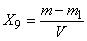 X₉ = (m − m₁) / V